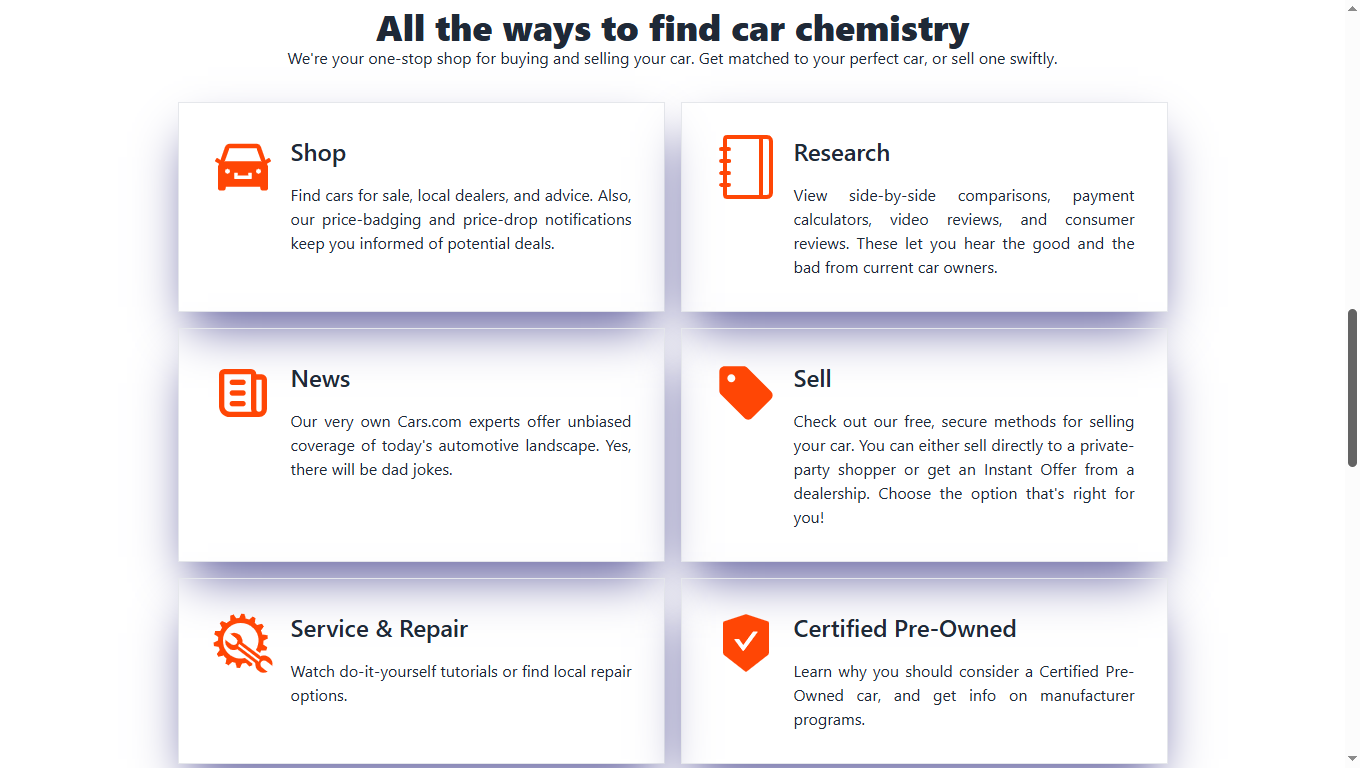 All the ways to find car chemistry
We're your one-stop shop for buying and selling your car. Get matched to your perfect car, or sell one swiftly.
Shop
Find cars for sale, local dealers, and advice. Also,
our price-badging and price-drop notifications
keep you informed of potential deals.
Research
View side-by-side comparisons, payment
calculators, video reviews, and consumer
reviews. These let you hear the good and the
bad from current car owners.
News
Our very own Cars.com experts offer unbiased
coverage of today's automotive landscape. Yes,
there will be dad jokes.
Sell
Check out our free, secure methods for selling
your car. You can either sell directly to a private-
party shopper or get an Instant Offer from a
dealership. Choose the option that's right for
you!
Service & Repair
Watch do-it-yourself tutorials or find local repair
options.
Certified Pre-Owned
Learn why you should consider a Certified Pre-
Owned car, and get info on manufacturer
programs.